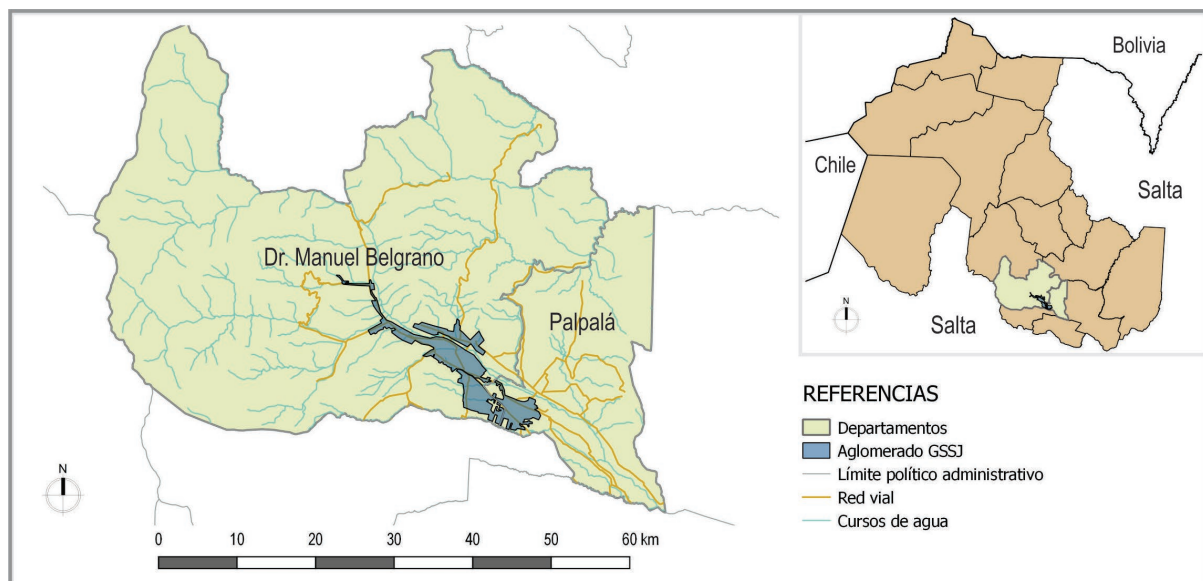 Dr. Manuel Belgrano
Palpalá
N
0 10 20 30 40 50 60 km
Bolivia
Chile
Salta
Salta
N
REFERENCIAS
Departamentos
Aglomerado GSSJ
Límite político administrativo
Red vial
Cursos de agua